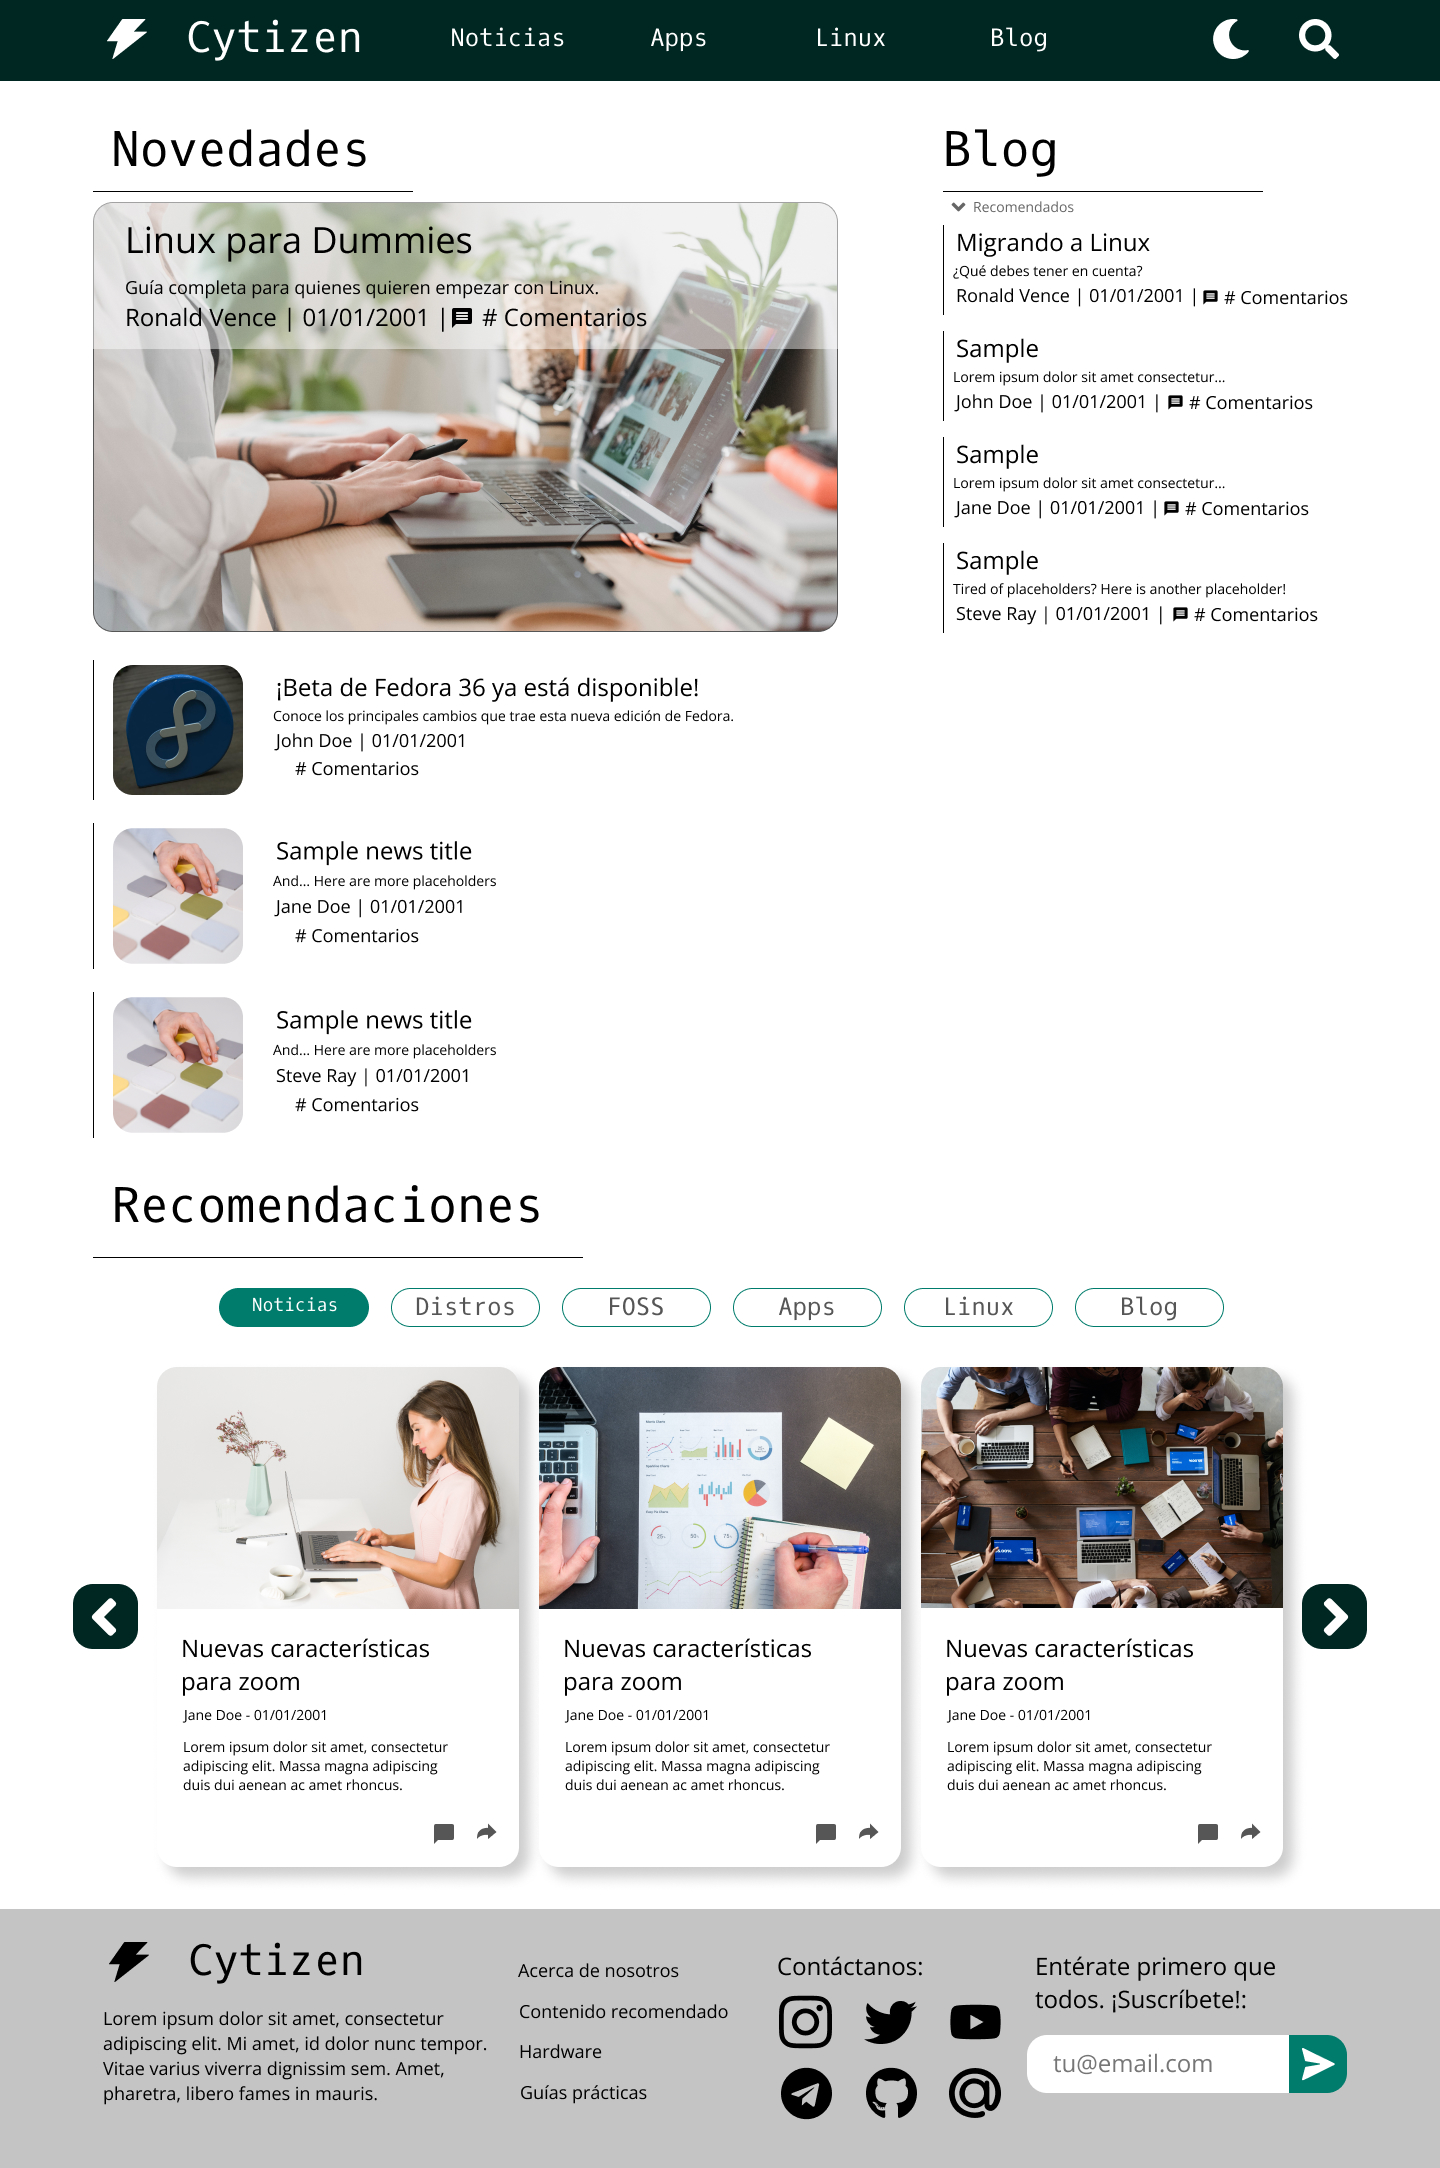 Cytizen
Noticias
Apps
Linux
Blog
Novedades
Linux para Dummies
Guía completa para quienes quieren empezar con Linux.
Ronald Vence | 01/01/2001 | # Comentarios
¡Beta de Fedora 36 ya está disponible!
Conoce los principales cambios que trae esta nueva edición de Fedora.
John Doe | 01/01/2001
# Comentarios
Sample news title
And... Here are more placeholders
Jane Doe | 01/01/2001
# Comentarios
Sample news title
And... Here are more placeholders
Steve Ray | 01/01/2001
# Comentarios
Blog
Recomendados
Migrando a Linux
¿Qué debes tener en cuenta?
Ronald Vence | 01/01/2001 | # Comentarios
Sample
Lorem ipsum dolor sit amet consectetur...
John Doe | 01/01/2001 | # Comentarios
Sample
Lorem ipsum dolor sit amet consectetur...
Jane Doe | 01/01/2001 | # Comentarios
Sample
Tired of placeholders? Here is another placeholder!
Steve Ray | 01/01/2001 | # Comentarios
Recomendaciones
Noticias
Distros
FOSS
Apps
Linux
Blog
Nuevas características
para zoom
Jane Doe - 01/01/2001
Lorem ipsum dolor sit amet, consectetur
adipiscing elit. Massa magna adipiscing
duis dui aenean ac amet rhoncus.
Nuevas características
para zoom
Jane Doe - 01/01/2001
Lorem ipsum dolor sit amet, consectetur
adipiscing elit. Massa magna adipiscing
duis dui aenean ac amet rhoncus.
Nuevas características
para zoom
Jane Doe - 01/01/2001
Lorem ipsum dolor sit amet, consectetur
adipiscing elit. Massa magna adipiscing
duis dui aenean ac amet rhoncus.
Cytizen
Lorem ipsum dolor sit amet, consectetur
adipiscing elit. Mi amet, id dolor nunc tempor.
Vitae varius viverra dignissim sem. Amet,
pharetra, libero fames in mauris.
Acerca de nosotros
Contenido recomendado
Hardware
Guías prácticas
Contáctanos:
Entérate primero que
todos. ¡Suscríbete!:
tu@email.com